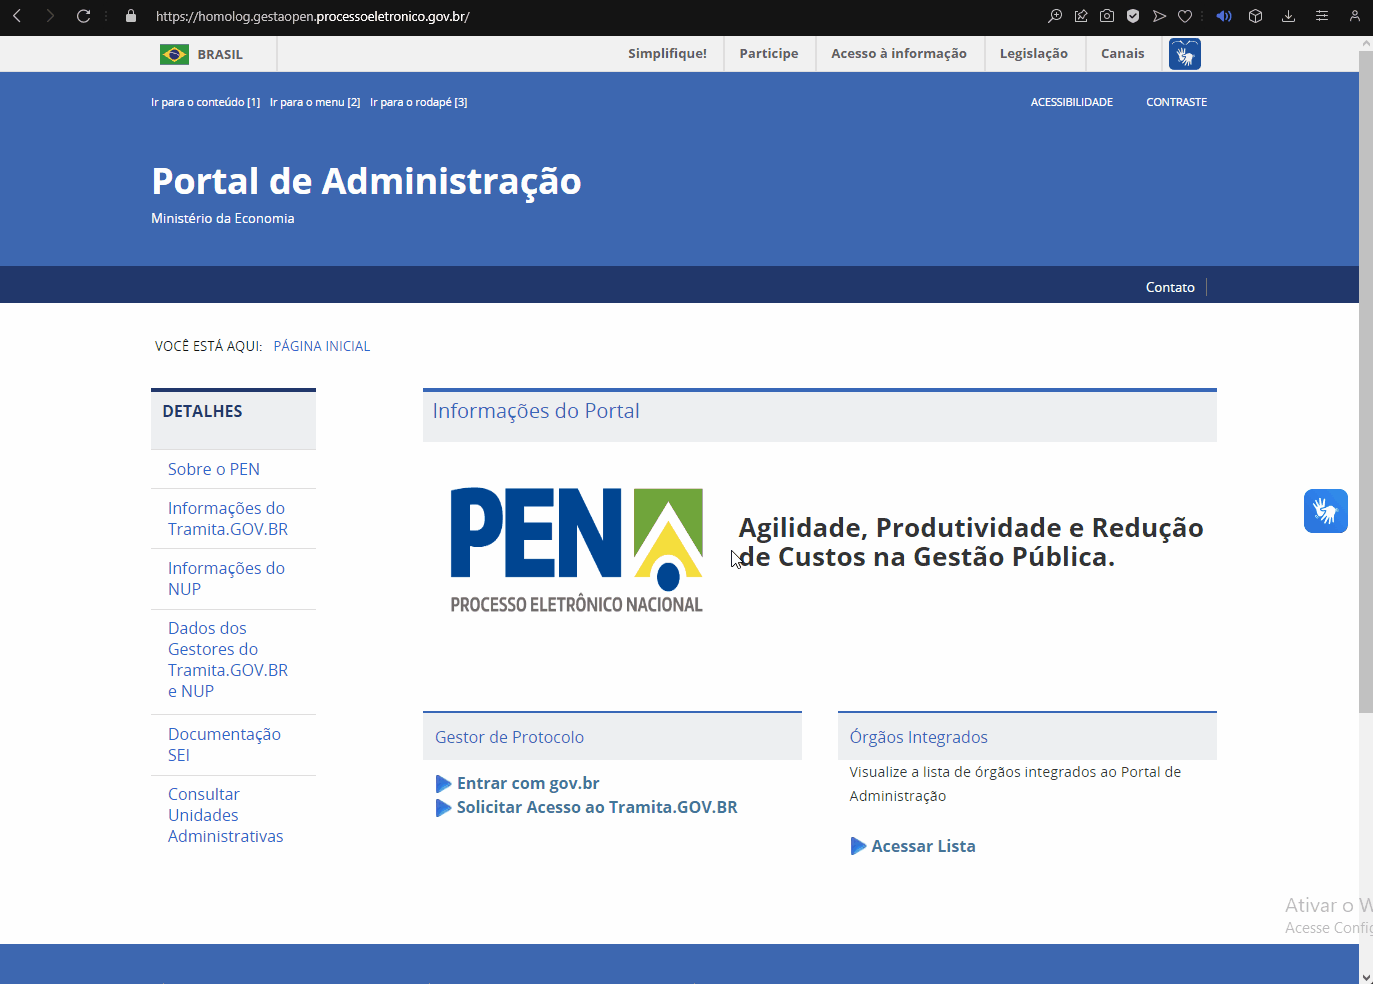 https://homolog.gestaopen.processoeletronico.gov.br/
BRASIL
Simplifique!
Participe
Acesso à informação
Legislação
Canais
Ir para o conteúdo [1]
Ir para o menu [2]
Ir para o rodapé [3]
ACESSIBILIDADE
CONTRASTE
Portal de Administração
Ministério da Economia
Contato
VOCÊ ESTÁ AQUI: PÁGINA INICIAL
DETALHES
Sobre o PEN
Informações do
Tramita.GOV.BR
Informações do
NUP
Dados dos
Gestores do
Tramita.GOV.BR
e NUP
Documentação
SEI
Consultar
Unidades
Administrativas
Informações do Portal
PEN
PROCESSO ELETRÔNICO NACIONAL
Agilidade, Produtividade e Redução
de Custos na Gestão Pública.
Gestor de Protocolo
Entrar com gov.br
Solicitar Acesso ao Tramita.GOV.BR
Órgãos Integrados
Visualize a lista de órgãos integrados ao Portal de
Administração
Acessar Lista
Ativar o W
Acesse Config